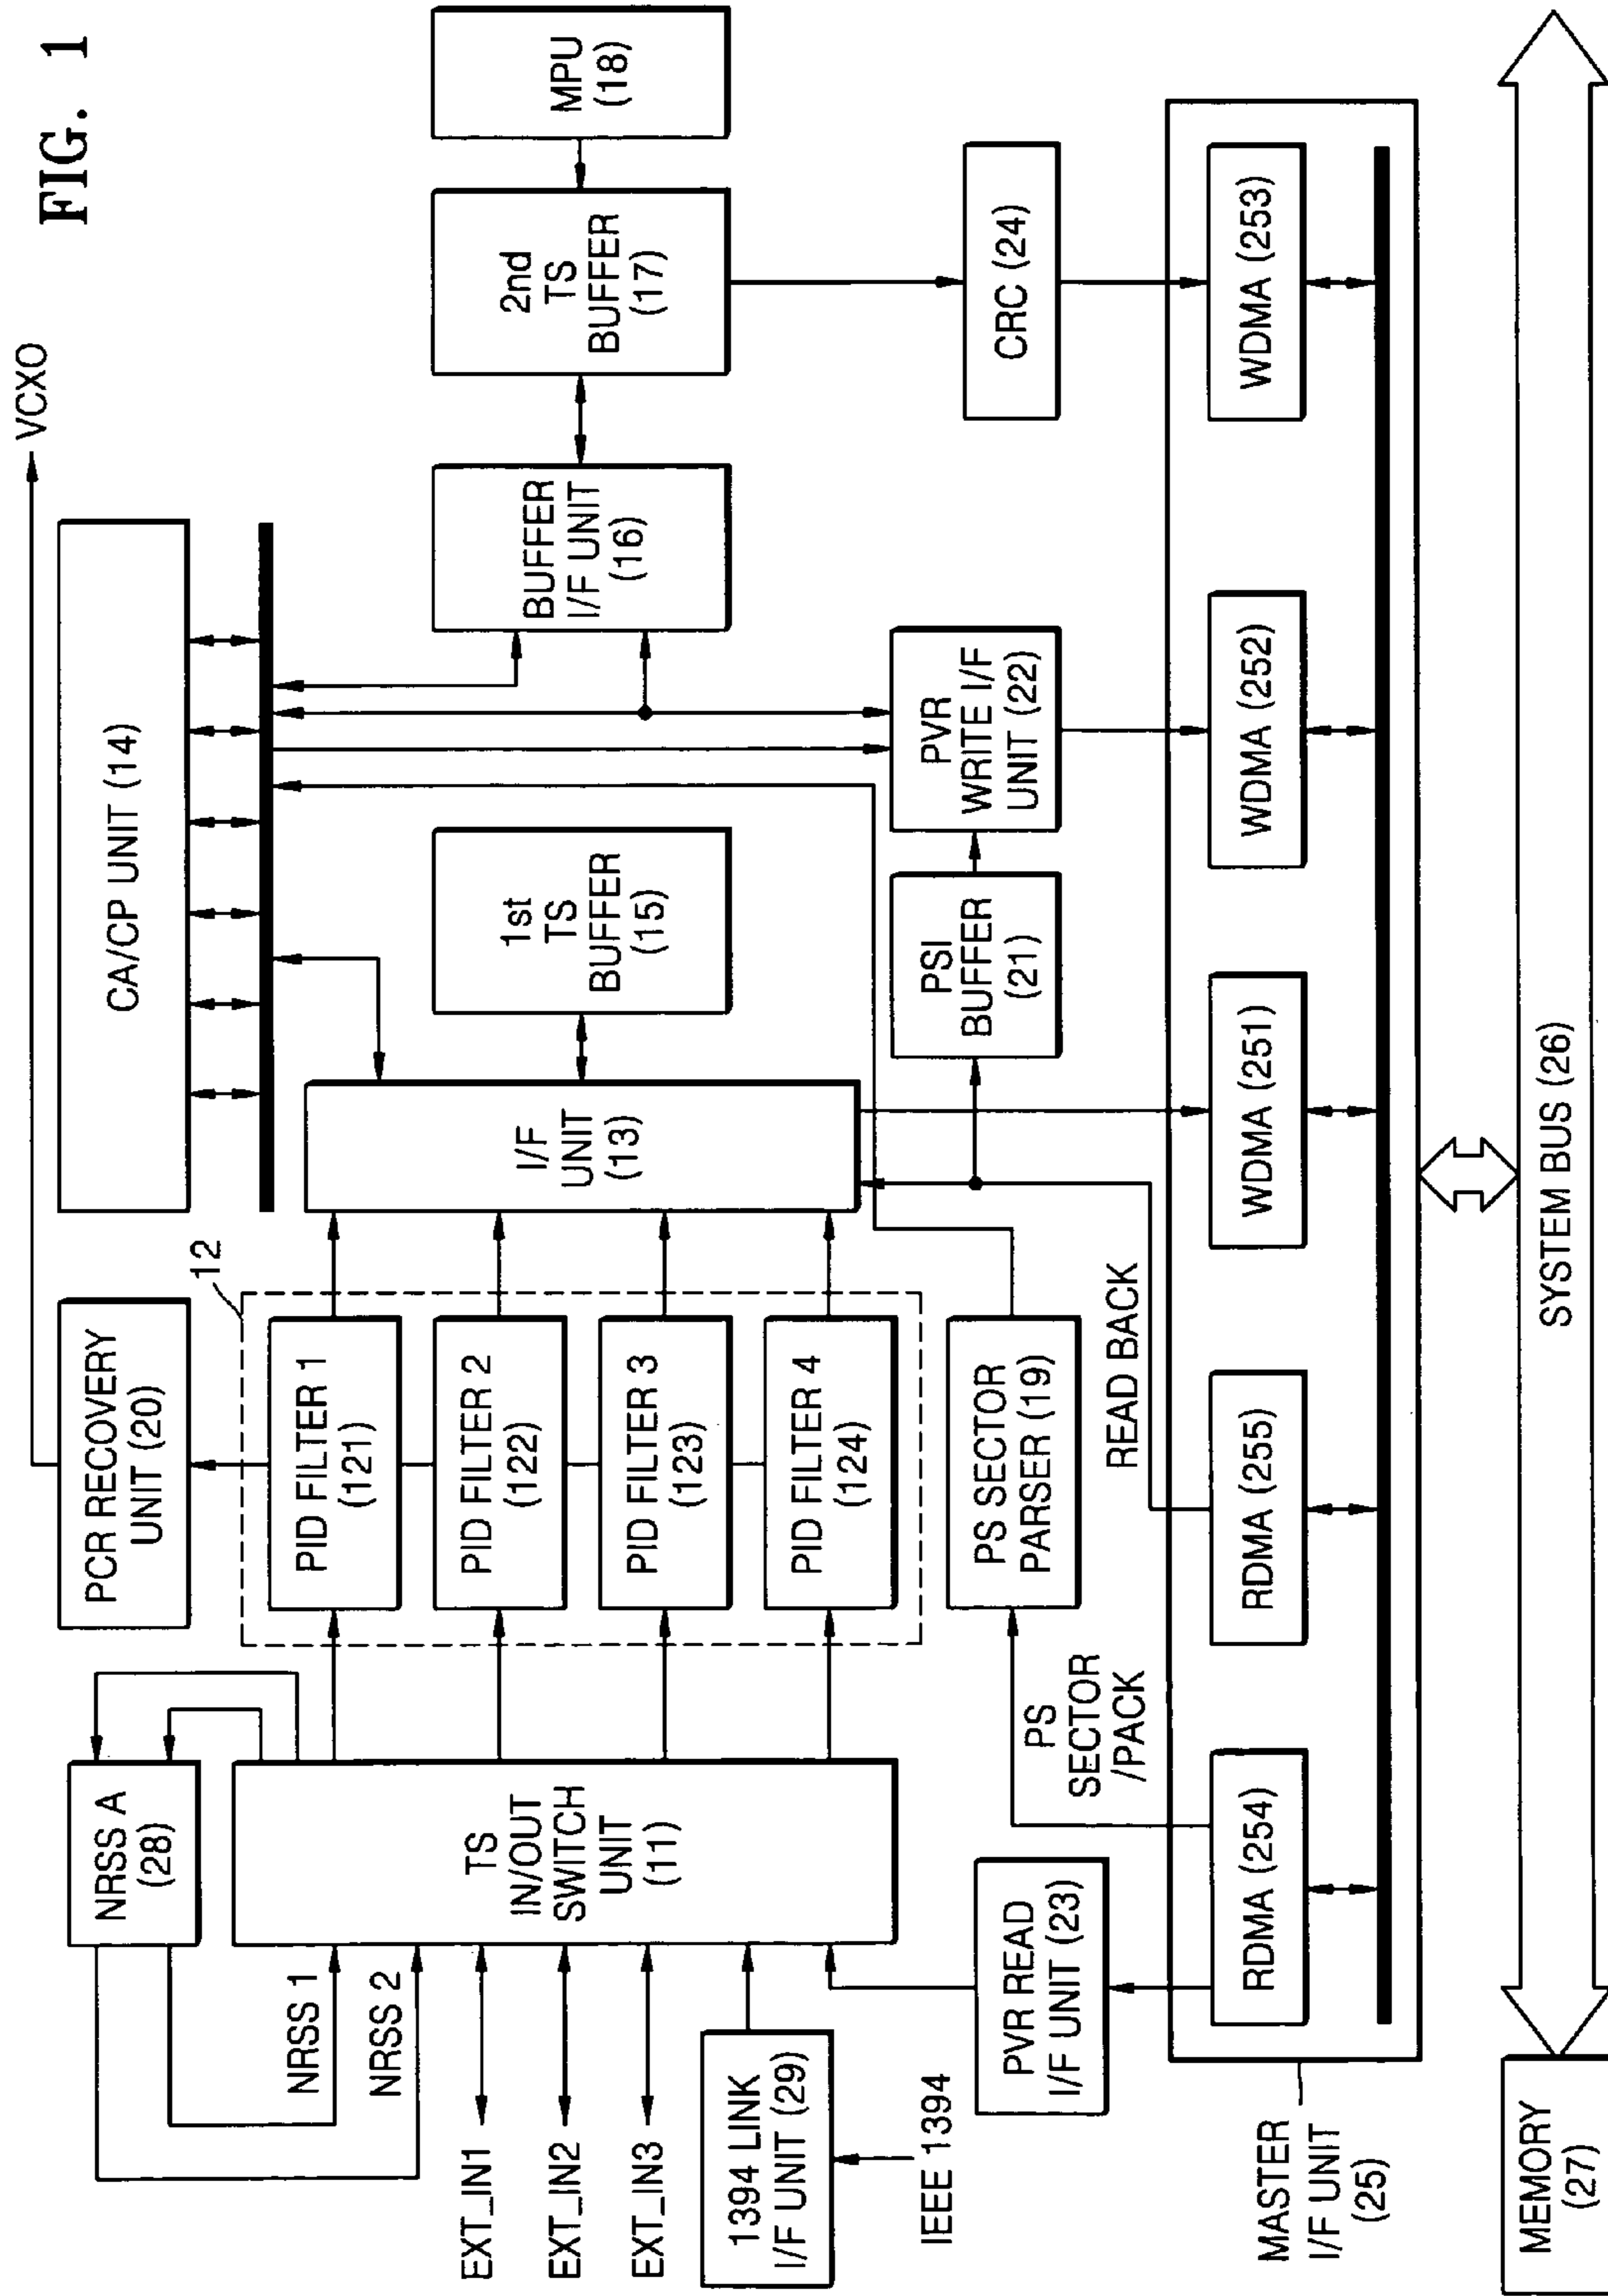 FIG. 1
VCXO
NRSS A
(28)
PCR RECOVERY
UNIT (20)
CA/CP UNIT (14)
12
NRSS 1
NRSS 2
EXT_IN1
EXT_IN2
EXT_IN3
TS
IN/OUT
SWITCH
UNIT
(11)
PID FILTER 1
(121)
PID FILTER 2
(122)
PID FILTER 3
(123)
PID FILTER 4
(124)
I/F
UNIT
(13)
1st
TS
BUFFER
(15)
BUFFER
I/F UNIT
(16)
2nd
TS
BUFFER
(17)
MPU
(18)
1394 LINK
I/F UNIT (29)
IEEE 1394
PVR READ
I/F UNIT (23)
PS
SECTOR
/PACK
PS SECTOR
PARSER (19)
READ BACK
PSI
BUFFER
(21)
PVR
WRITE I/F
UNIT (22)
CRC (24)
MASTER
I/F UNIT
(25)
RDMA (254)
RDMA (255)
WDMA (251)
WDMA (252)
WDMA (253)
MEMORY
(27)
SYSTEM BUS (26)